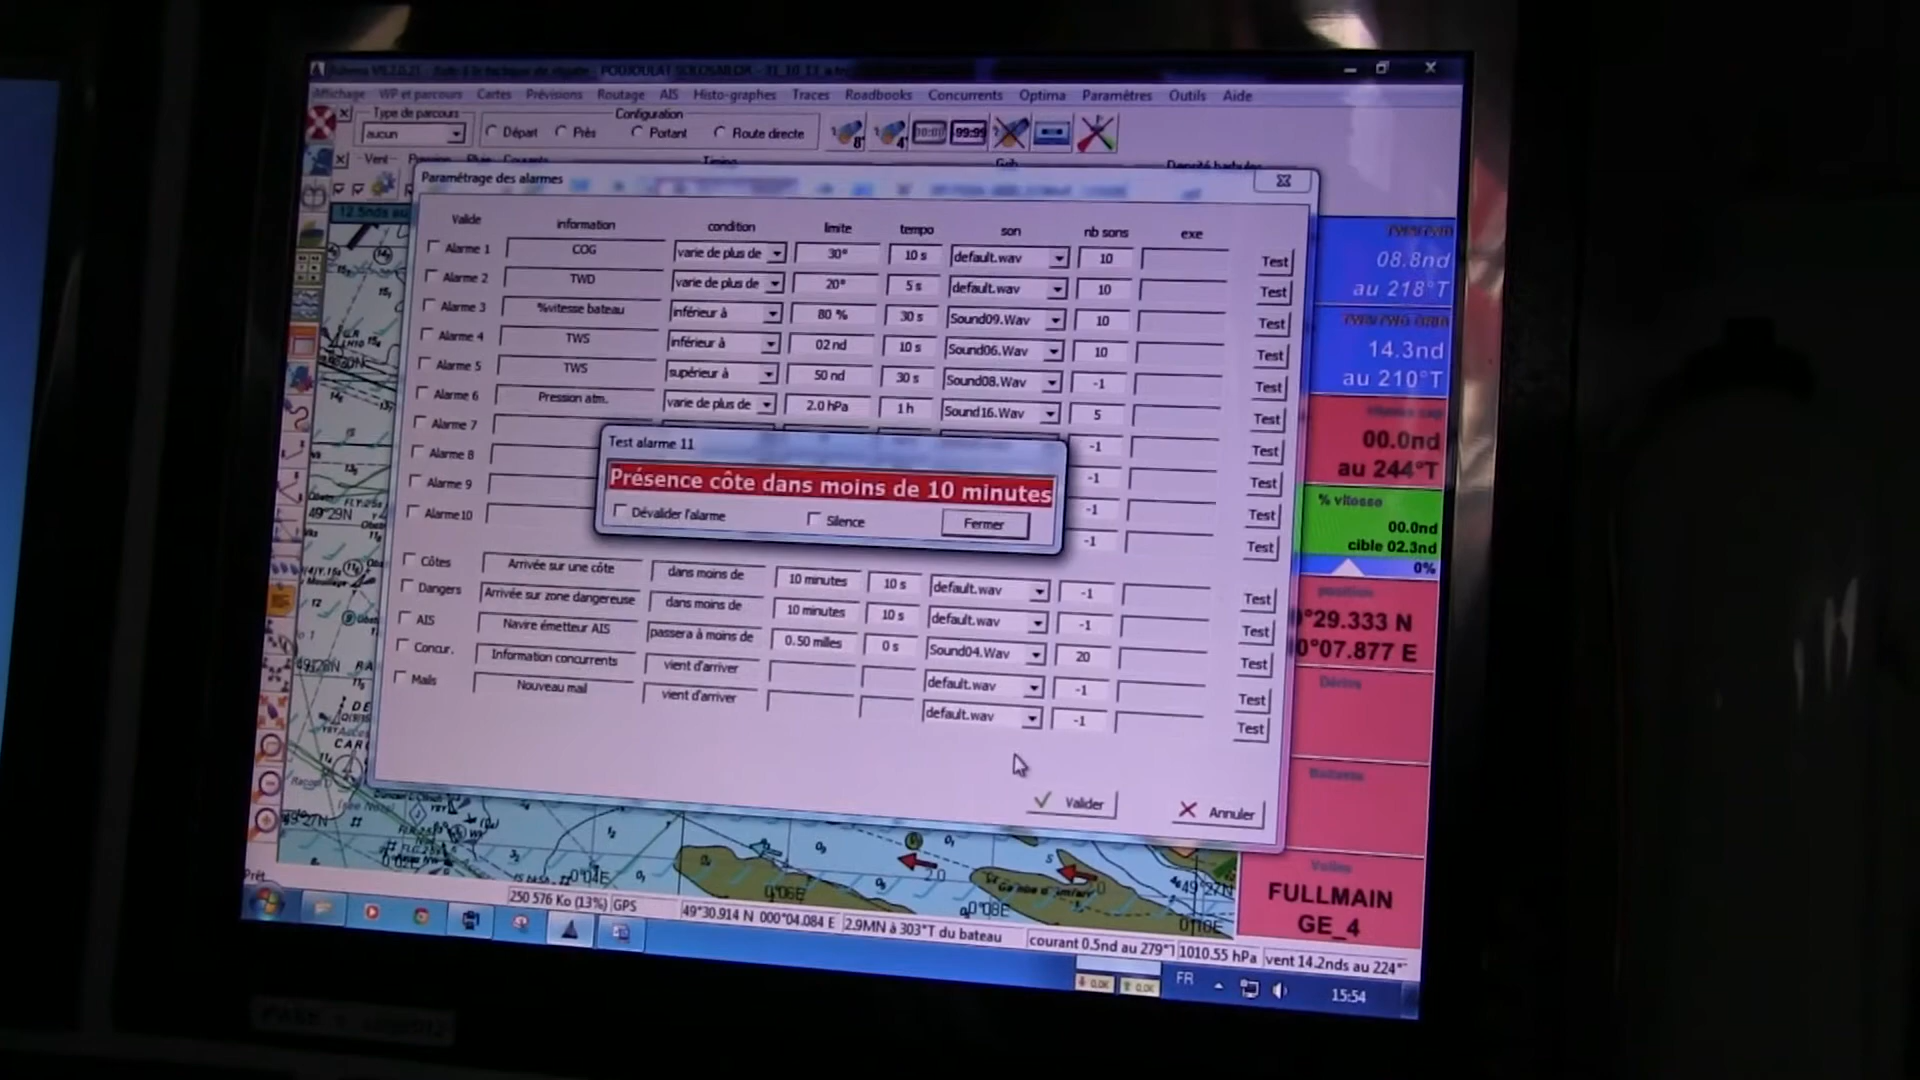 Affichage WP et parcours Cartes Prévisions Routage AIS Histo-graphes Traces Roadbooks Concurrents Optima Paramètres Outils Aide
Type de parcours Configuration
aucun Départ Près Portant Route directe
Vent
Paramétrage des alarmes
Valide information condition limite tempo son nb sons exe
Alarme 1 COG varie de plus de 30° 10 s default.wav 10 Test
Alarme 2 TWD varie de plus de 20° 5 s default.wav 10 Test
Alarme 3 %vitesse bateau inférieur à 80 % 30 s Sound09.Wav 10 Test
Alarme 4 TWS inférieur à 02 nd 10 s Sound06.Wav 10 Test
Alarme 5 TWS supérieur à 50 nd 30 s Sound08.Wav -1 Test
Alarme 6 Pression atm. varie de plus de 2.0 hPa 1 h Sound16.Wav 5 Test
Alarme 7 -1 Test
Alarme 8 -1 Test
Alarme 9 -1 Test
Alarme10 -1 Test
Test alarme 11
Présence côte dans moins de 10 minutes
Dévalider l'alarme Silence Fermer
Côtes Arrivée sur une côte dans moins de 10 minutes 10 s default.wav -1 Test
Dangers Arrivée sur zone dangereuse dans moins de 10 minutes 10 s default.wav -1 Test
AIS Navire émetteur AIS passera à moins de 0.50 milles 0 s Sound04.Wav 20 Test
Concur. Information concurrents vient d'arriver default.wav -1 Test
Mails Nouveau mail vient d'arriver default.wav -1 Test
Valider Annuler
08.8nd
au 218°T
14.3nd
au 210°T
00.0nd
au 244°T
% vitesse
00.0nd
cible 02.3nd
0%
position
29.333 N
07.877 E
Voiles
FULLMAIN
GE_4
49°29N
0°04'E 0°06E 0°08E
Prêt
250 576 Ko (13%) GPS 49°30.914 N 000°04.084 E 2.9MN à 303°T du bateau courant 0.5nd au 279°T 1010.55 hPa vent 14.2nds au 224°
FR 15:54